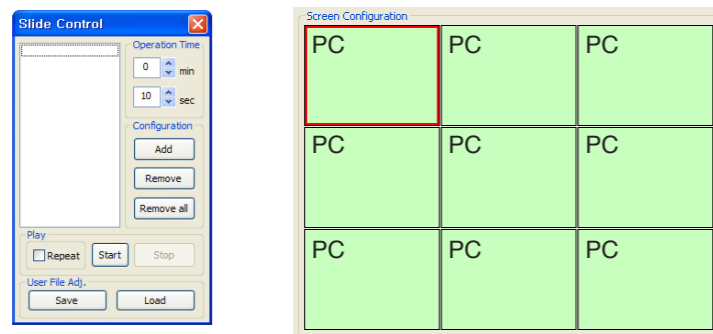 Slide Control
Operation Time
0 min
10 sec
Configuration
Add
Remove
Remove all
Play
Repeat Start Stop
User File Adj.
Save Load
Screen Configuration
PC PC PC
PC PC PC
PC PC PC